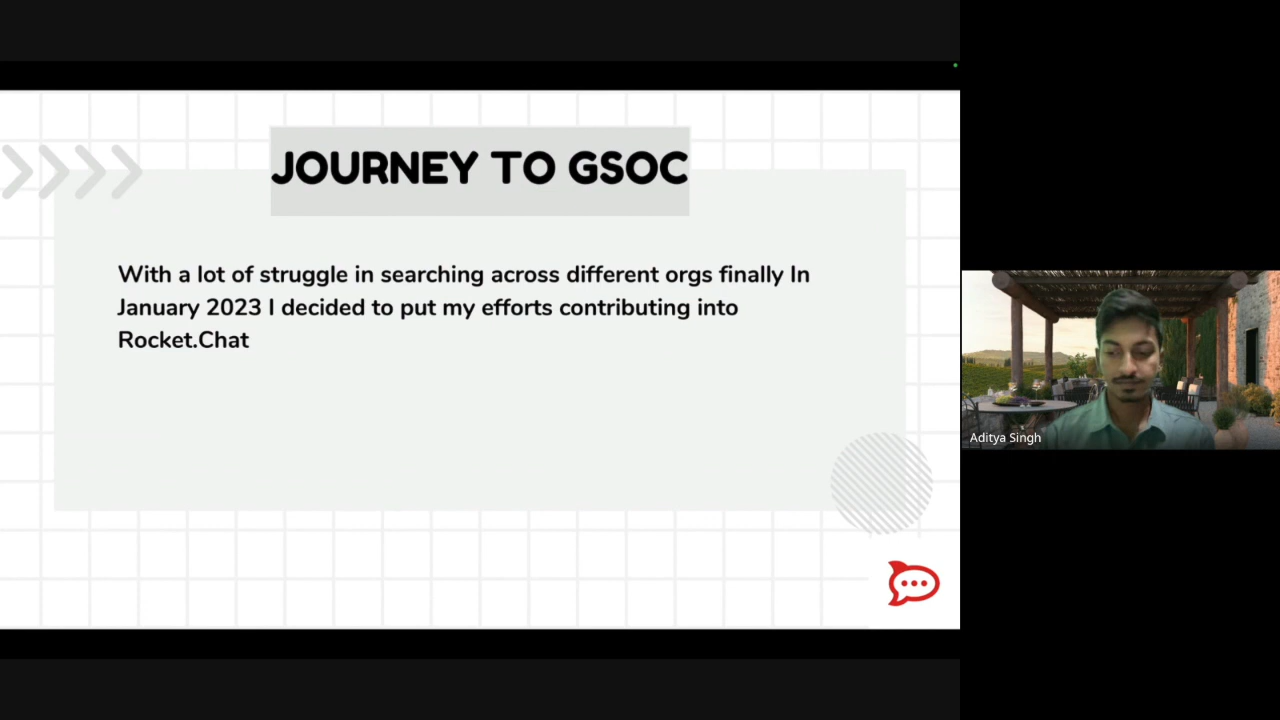 JOURNEY TO GSOC
With a lot of struggle in searching across different orgs finally In
January 2023 I decided to put my efforts contributing into
Rocket.Chat
Aditya Singh